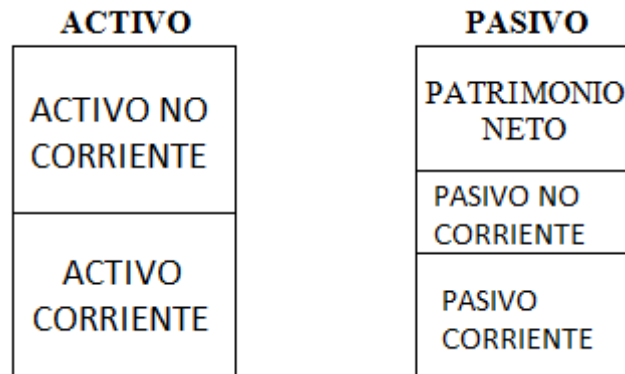 ACTIVO
ACTIVO NO
CORRIENTE
ACTIVO
CORRIENTE
PASIVO
PATRIMONIO
NETO
PASIVO NO
CORRIENTE
PASIVO
CORRIENTE